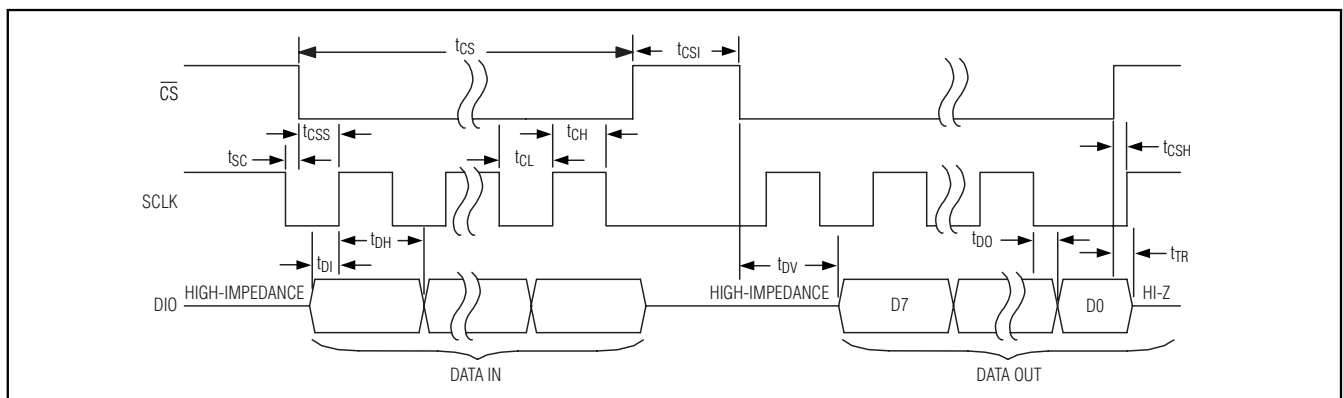 tCS
tCSI
CS
tCSS
tCH
tSC
tCL
tCSH
SCLK
tDH
tDO
tDI
tDV
tTR
HIGH-IMPEDANCE
HIGH-IMPEDANCE
HI-Z
DIO
D7
D0
DATA IN
DATA OUT